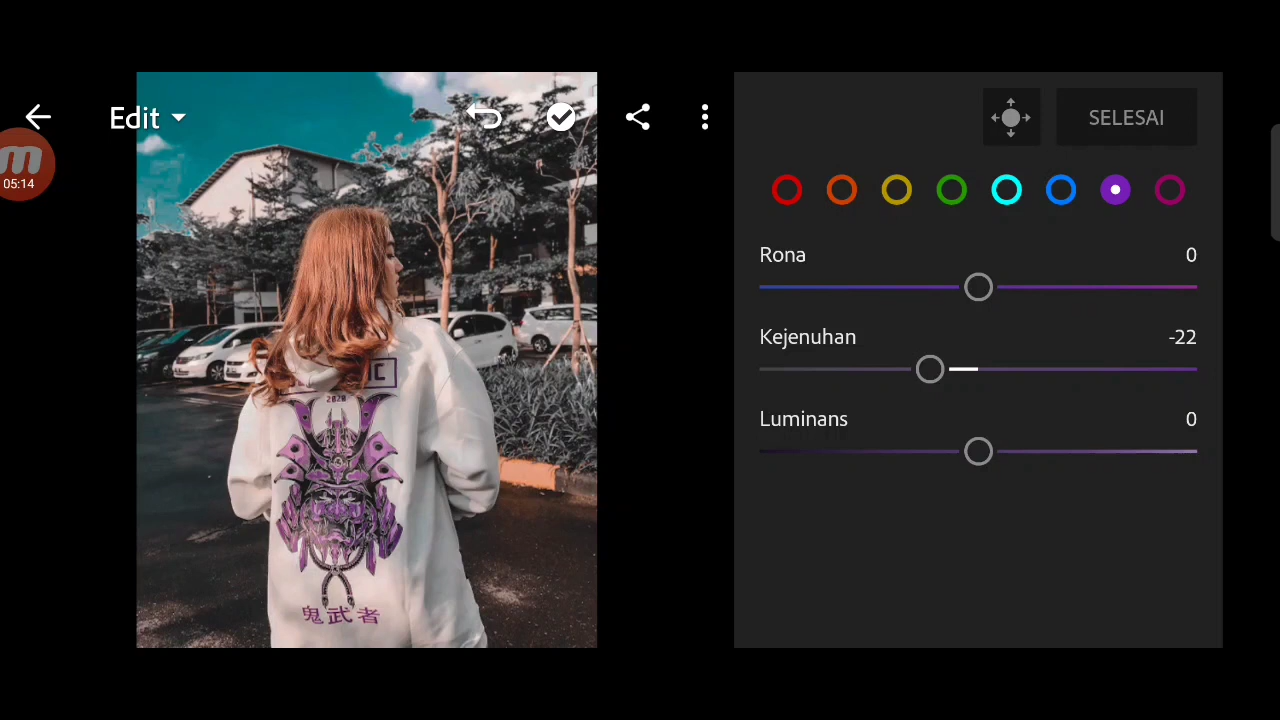 Edit
SELESAI
05:14
Rona 0
Kejenuhan -22
Luminans 0
2020
鬼武者